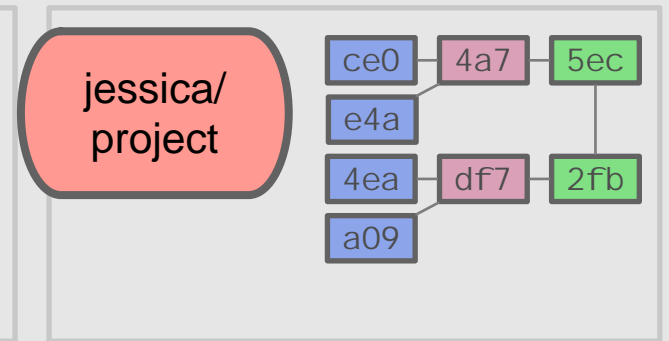 jessica/
project
ce0 4a7 5ec
e4a
4ea df7 2fb
a09